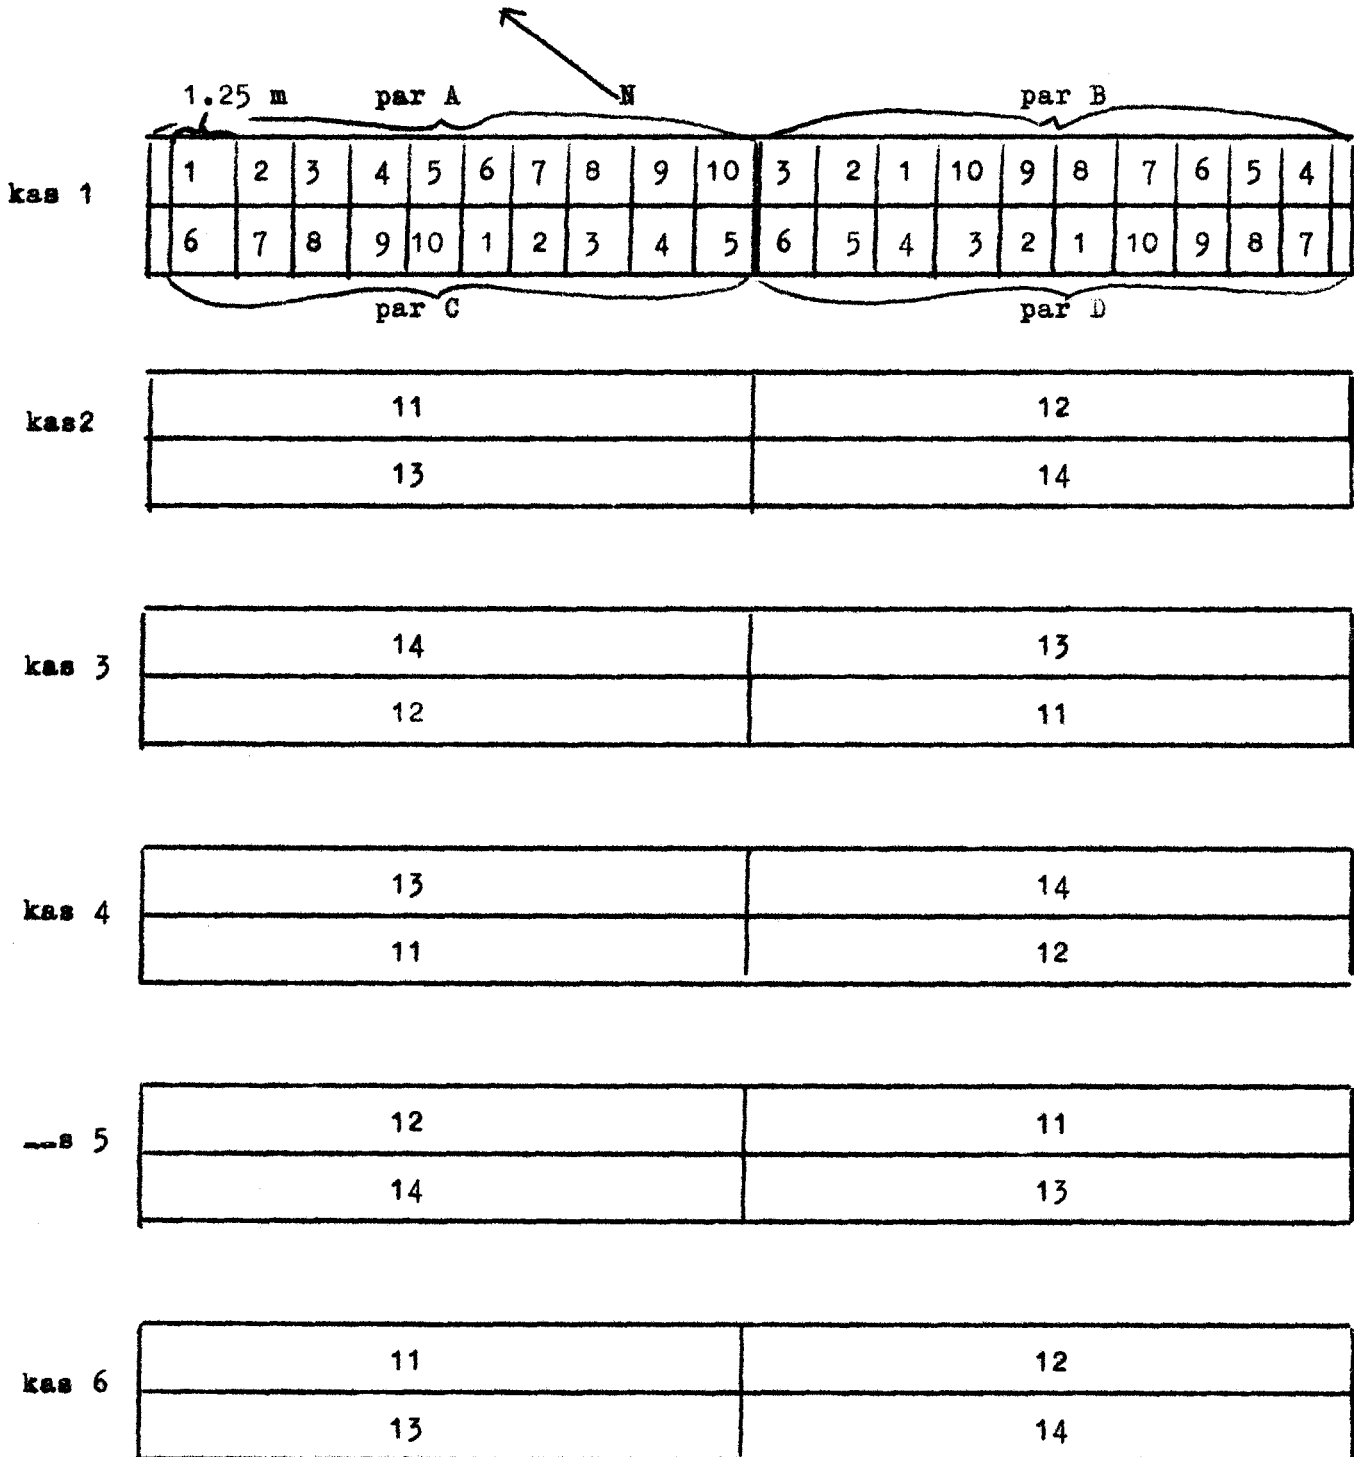 1.25 m par A N par B
kas 1
1 2 3 4 5 6 7 8 9 10 3 2 1 10 9 8 7 6 5 4
6 7 8 9 10 1 2 3 4 5 6 5 4 3 2 1 10 9 8 7
par C par D
kas2
11 12
13 14
kas 3
14 13
12 11
kas 4
13 14
11 12
5
12 11
14 13
kas 6
11 12
13 14